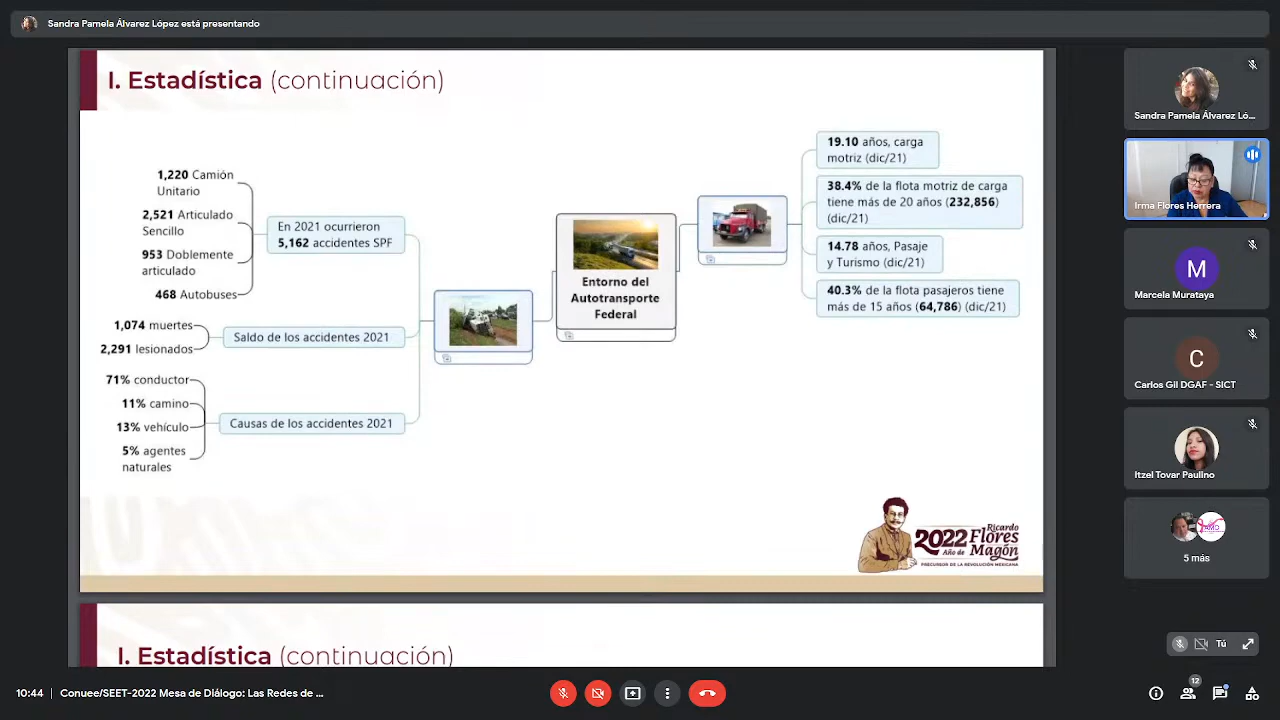 Sandra Pamela Álvarez López está presentando
I. Estadística (continuación)
1,220 Camión
Unitario
2,521 Articulado
Sencillo
953 Doblemente
articulado
468 Autobuses
En 2021 ocurrieron
5,162 accidentes SPF
1,074 muertes
2,291 lesionados
Saldo de los accidentes 2021
71% conductor
11% camino
13% vehículo
5% agentes
naturales
Causas de los accidentes 2021
Entorno del
Autotransporte
Federal
19.10 años, carga
motriz (dic/21)
38.4% de la flota motriz de carga
tiene más de 20 años (232,856)
(dic/21)
14.78 años, Pasaje
y Turismo (dic/21)
40.3% de la flota pasajeros tiene
más de 15 años (64,786) (dic/21)
2022 Ricardo
Flores
Año de Magón
PRECURSOR DE LA REVOLUCIÓN MEXICANA
I. Estadística (continuación)
Sandra Pamela Álvarez Ló...
Irma Flores Herrera
M
Marcela Murataya
C
Carlos Gil DGAF - SICT
Itzel Tovar Paulino
5 más
Tú
10:44
Conuee/SEET-2022 Mesa de Diálogo: Las Redes de ...
12